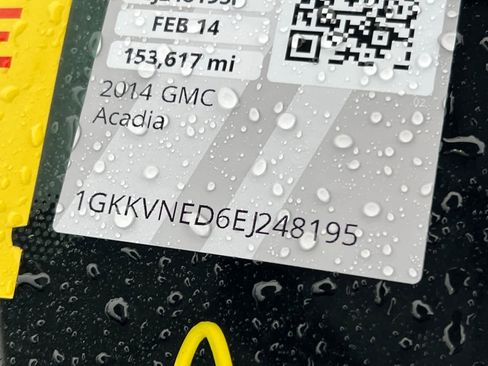 FEB 14
153,617 mi
2014 GMC
Acadia
1GKKVNED6EJ248195